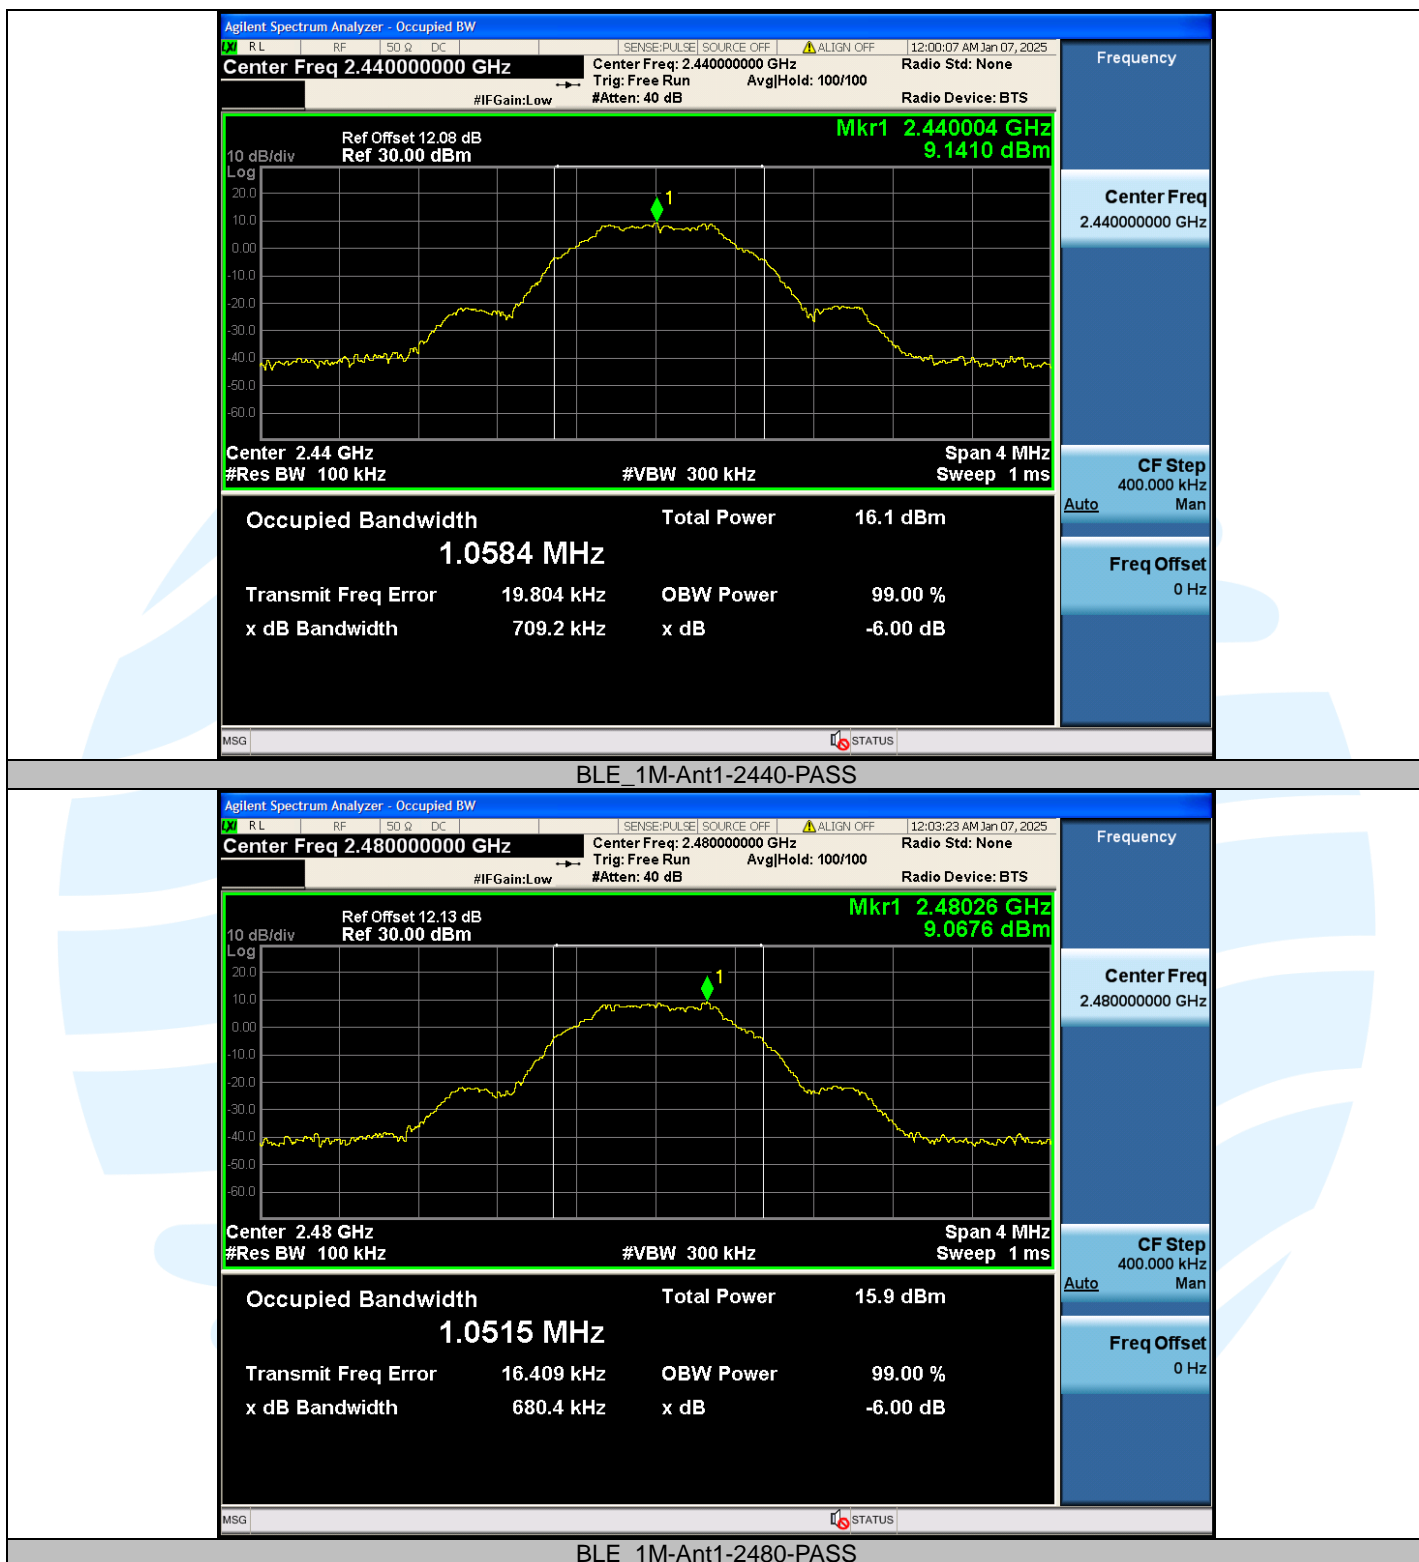 Agilent Spectrum Analyzer - Occupied BW
LXI RL RF 50 Ω DC SENSE:PULSE SOURCE OFF ALIGN OFF 12:00:07 AM Jan 07, 2025
Center Freq 2.440000000 GHz Center Freq: 2.440000000 GHz Radio Std: None
Trig: Free Run Avg|Hold: 100/100
#IFGain:Low #Atten: 40 dB Radio Device: BTS
Frequency
Mkr1 2.440004 GHz
Ref Offset 12.08 dB
10 dB/div Ref 30.00 dBm 9.1410 dBm
Log
20.0
10.0
0.00
-10.0
-20.0
-30.0
-40.0
-50.0
-60.0
1
Center 2.44 GHz Span 4 MHz
#Res BW 100 kHz #VBW 300 kHz Sweep 1 ms
Center Freq
2.440000000 GHz
CF Step
400.000 kHz
Auto Man
Freq Offset
0 Hz
Occupied Bandwidth Total Power 16.1 dBm
1.0584 MHz
Transmit Freq Error 19.804 kHz OBW Power 99.00 %
x dB Bandwidth 709.2 kHz x dB -6.00 dB
MSG STATUS
BLE_1M-Ant1-2440-PASS
Agilent Spectrum Analyzer - Occupied BW
LXI RL RF 50 Ω DC SENSE:PULSE SOURCE OFF ALIGN OFF 12:03:23 AM Jan 07, 2025
Center Freq 2.480000000 GHz Center Freq: 2.480000000 GHz Radio Std: None
Trig: Free Run Avg|Hold: 100/100
#IFGain:Low #Atten: 40 dB Radio Device: BTS
Frequency
Mkr1 2.48026 GHz
Ref Offset 12.13 dB
10 dB/div Ref 30.00 dBm 9.0676 dBm
Log
20.0
10.0
0.00
-10.0
-20.0
-30.0
-40.0
-50.0
-60.0
1
Center 2.48 GHz Span 4 MHz
#Res BW 100 kHz #VBW 300 kHz Sweep 1 ms
Center Freq
2.480000000 GHz
CF Step
400.000 kHz
Auto Man
Freq Offset
0 Hz
Occupied Bandwidth Total Power 15.9 dBm
1.0515 MHz
Transmit Freq Error 16.409 kHz OBW Power 99.00 %
x dB Bandwidth 680.4 kHz x dB -6.00 dB
MSG STATUS
BLE_1M-Ant1-2480-PASS